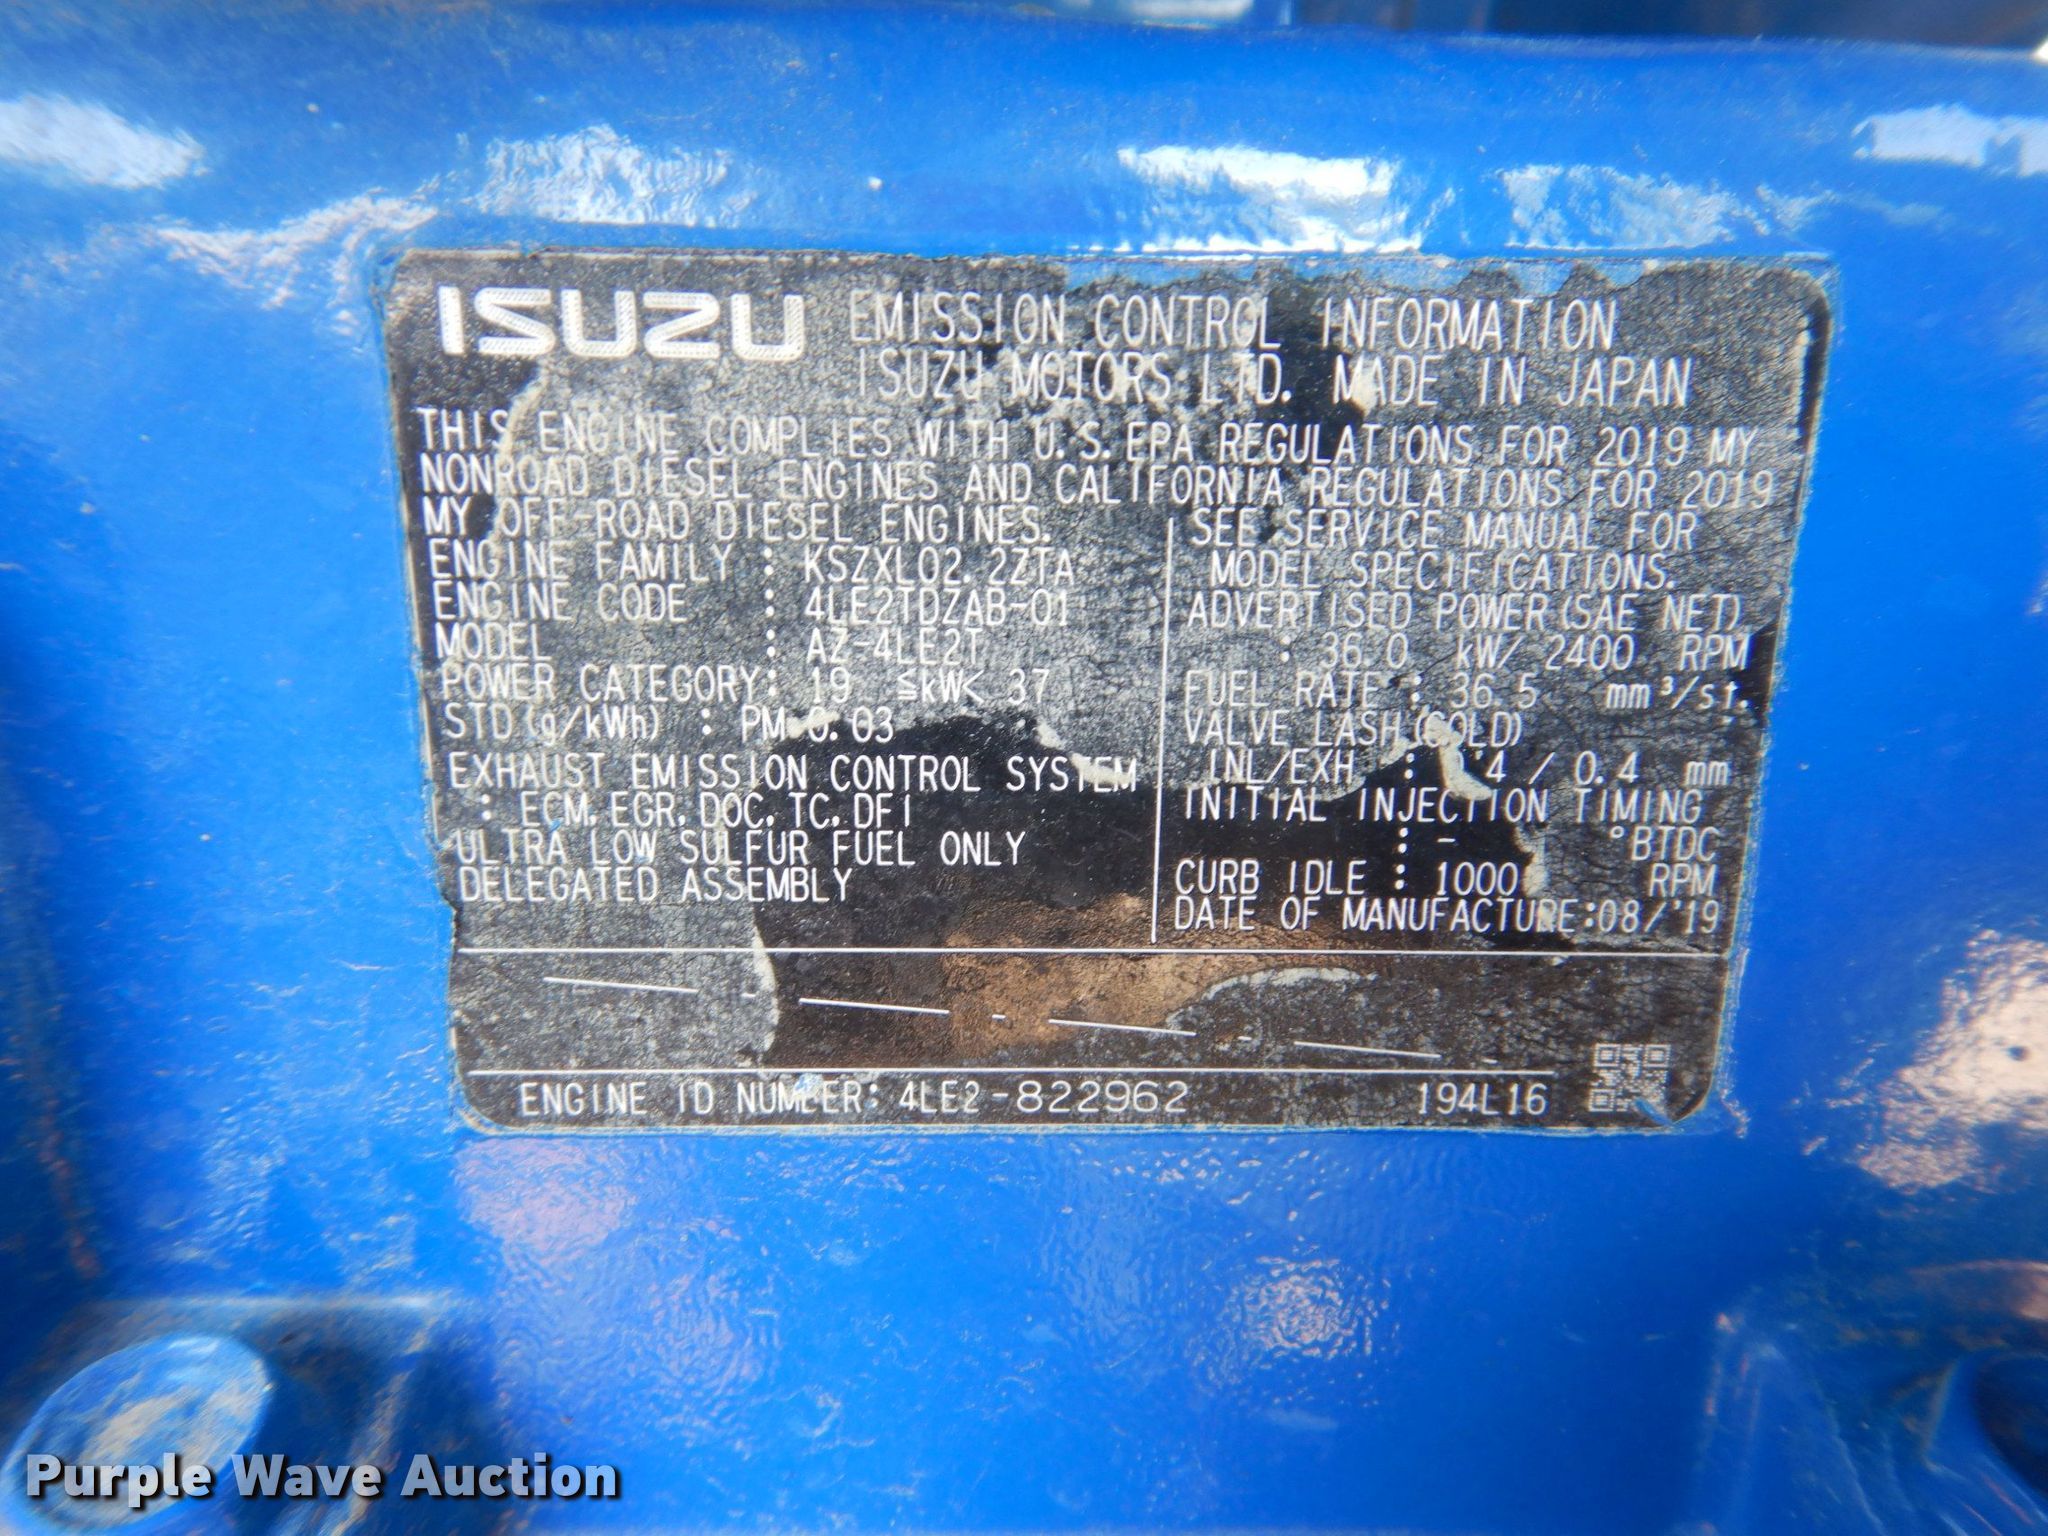 ISUZU EMISSION CONTROL INFORMATION
ISUZU MOTORS LTD. MADE IN JAPAN
THIS ENGINE COMPLIES WITH U.S.EPA REGULATIONS FOR 2019 MY
NONROAD DIESEL ENGINES AND CALIFORNIA REGULATIONS FOR 2019
MY OFF-ROAD DIESEL ENGINES.
ENGINE FAMILY : KSZXL02.2ZTA
ENGINE CODE : 4LE2TDZAB-01
MODEL : AZ-4LE2T
POWER CATEGORY: 19 ≦kW< 37
STD(g/kWh) : PM 0.03
EXHAUST EMISSION CONTROL SYSTEM
: ECM,EGR,DOC,TC,DFI
ULTRA LOW SULFUR FUEL ONLY
DELEGATED ASSEMBLY
SEE SERVICE MANUAL FOR
MODEL SPECIFICATIONS.
ADVERTISED POWER(SAE NET)
: 36.0 kW/ 2400 RPM
FUEL RATE : 36.5 mm³/st.
VALVE LASH(COLD)
INL/EXH : 4 / 0.4 mm
INITIAL INJECTION TIMING
: - °BTDC
CURB IDLE : 1000 RPM
DATE OF MANUFACTURE:08/'19
ENGINE ID NUMBER: 4LE2-822962 194L16
Purple Wave Auction